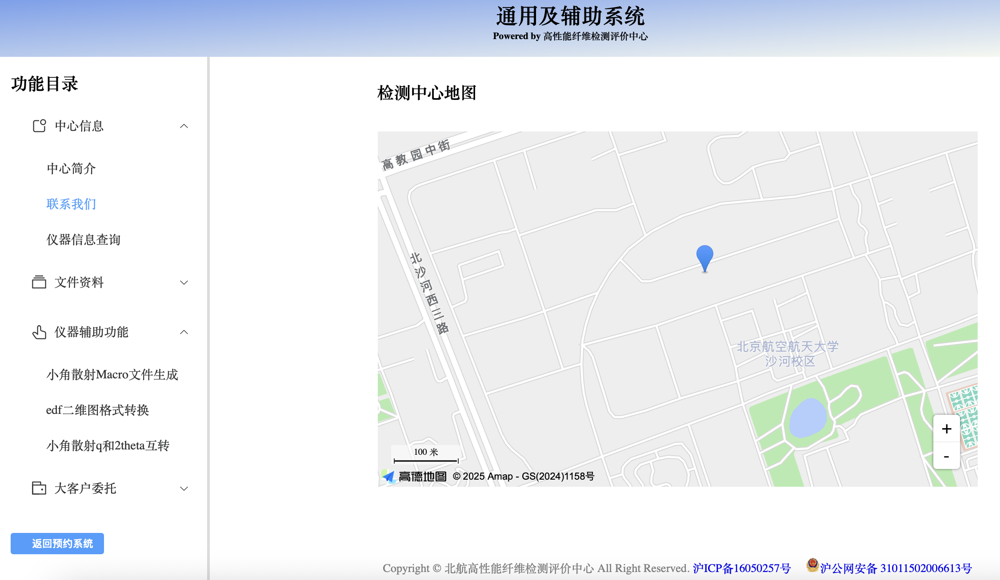 通用及辅助系统
Powered by 高性能纤维检测评价中心
功能目录
中心信息
中心简介
联系我们
仪器信息查询
文件资料
仪器辅助功能
小角散射Macro文件生成
edf二维图格式转换
小角散射q和2theta互转
大客户委托
返回预约系统
检测中心地图
高教园中街
北沙河西三路
北京航空航天大学
沙河校区
100 米
高德地图 © 2025 Amap - GS(2024)1158号
+
-
Copyright © 北航高性能纤维检测评价中心 All Right Reserved. 沪ICP备16050257号 沪公网安备 31011502006613号